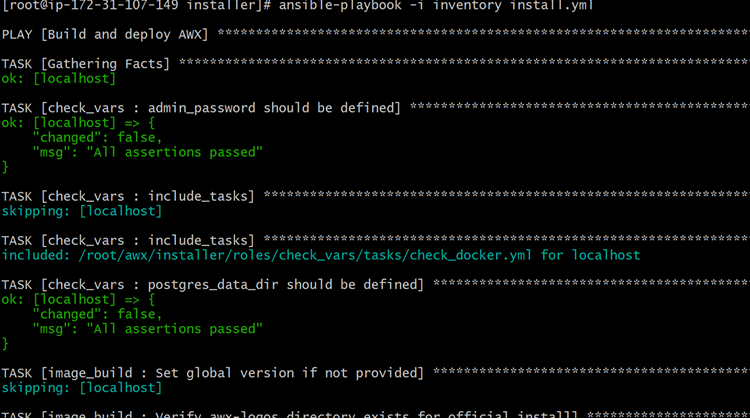 [root@ip-172-31-107-149 installer]# ansible-playbook -i inventory install.yml
PLAY [Build and deploy AWX] *********************************************************************
TASK [Gathering Facts] **************************************************************************
ok: [localhost]
TASK [check_vars : admin_password should be defined] ********************************************
ok: [localhost] => {
    "changed": false,
    "msg": "All assertions passed"
}
TASK [check_vars : include_tasks] ***************************************************************
skipping: [localhost]
TASK [check_vars : include_tasks] ***************************************************************
included: /root/awx/installer/roles/check_vars/tasks/check_docker.yml for localhost
TASK [check_vars : postgres_data_dir should be defined] *****************************************
ok: [localhost] => {
    "changed": false,
    "msg": "All assertions passed"
}
TASK [image_build : Set global version if not provided] *****************************************
skipping: [localhost]
TASK [image_build : Verify awx-logos directory exists for official install] *********************